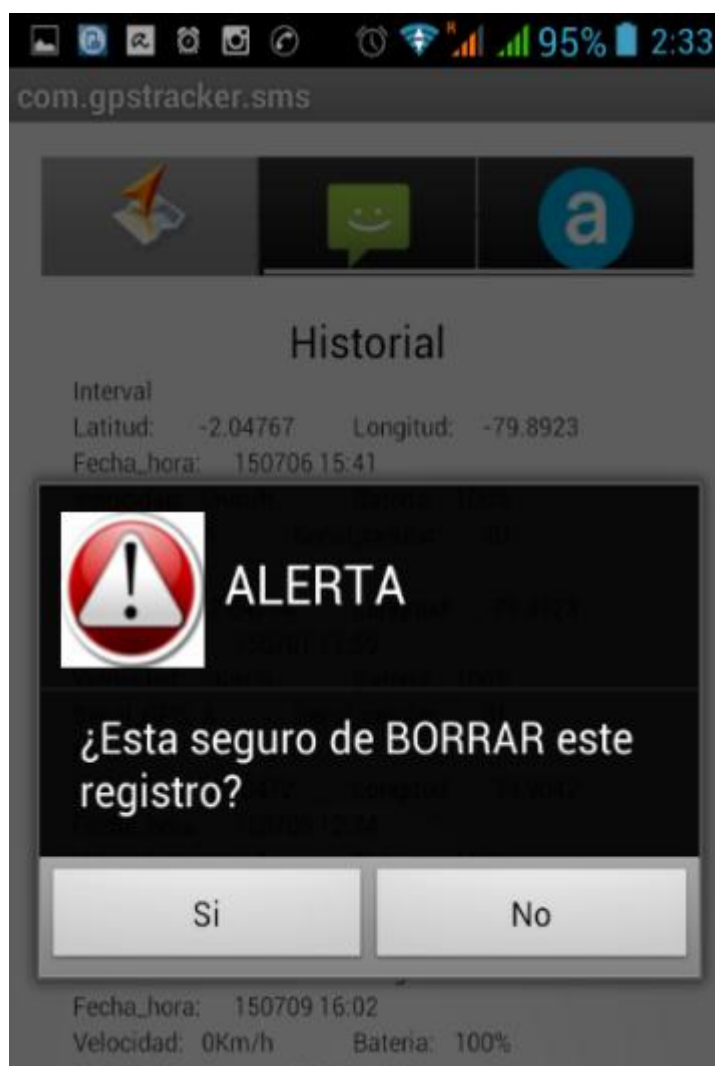 95% 2:33
com.gpstracker.sms
a
Historial
Interval
Latitud: -2.04767 Longitud: -79.8923
Fecha_hora: 150706 15:41
ALERTA
¿Esta seguro de BORRAR este
registro?
Si No
Fecha_hora: 150709 16:02
Velocidad: 0Km/h Bateria: 100%